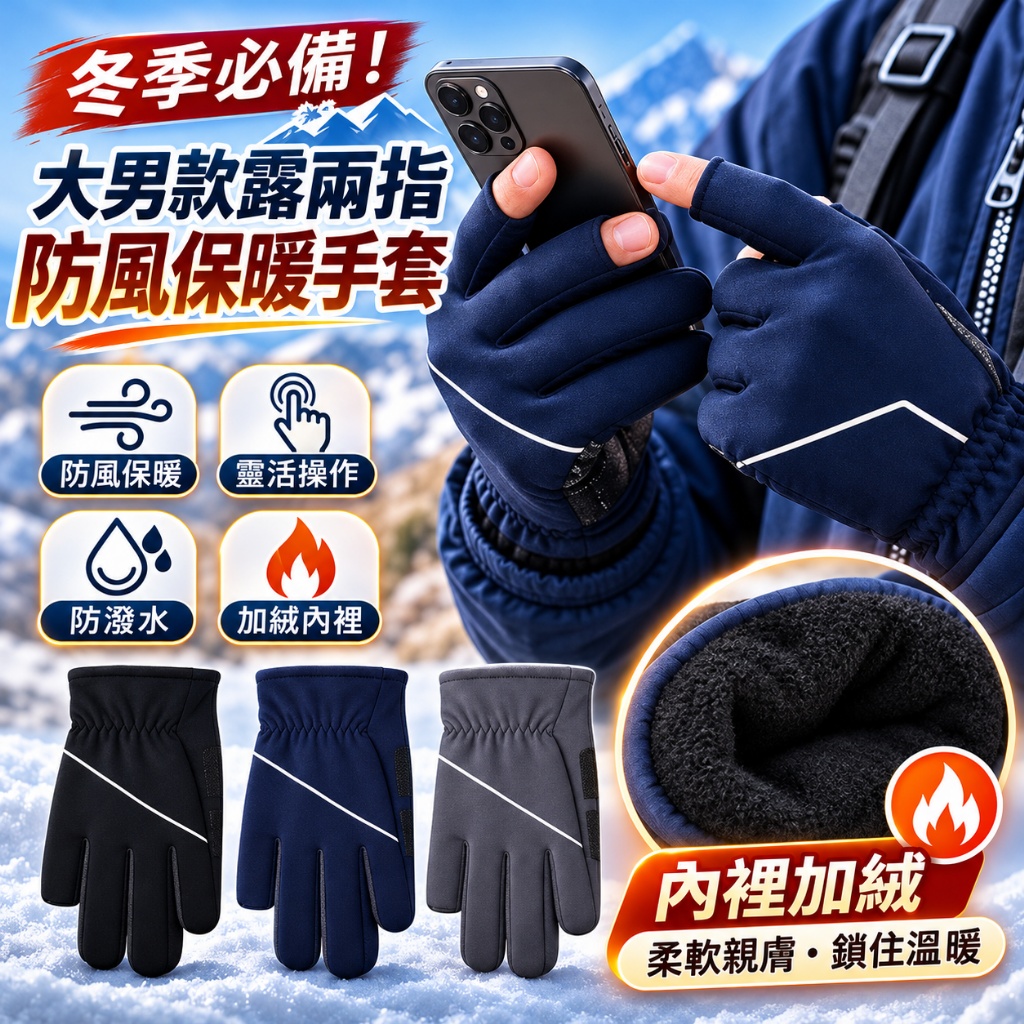 冬季必備！
大男款露兩指
防風保暖手套
防風保暖
靈活操作
防潑水
加絨內裡
內裡加絨
柔軟親膚・鎖住溫暖